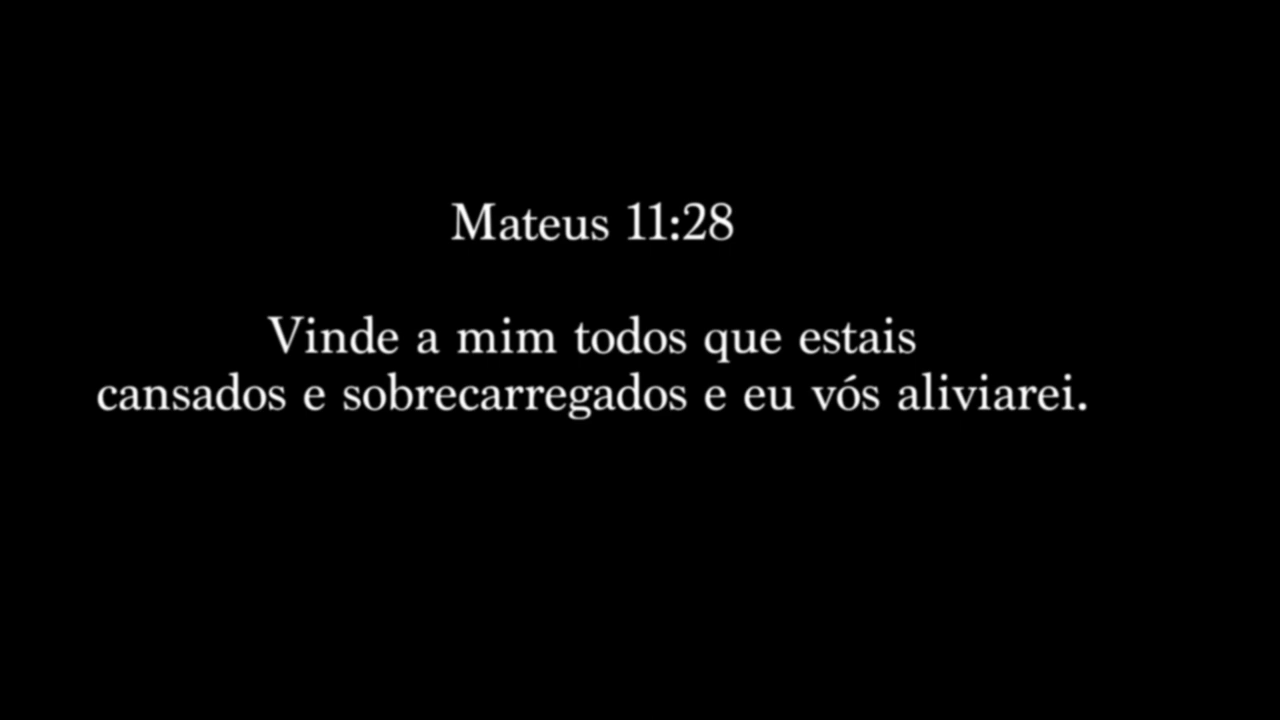 Mateus 11:28
Vinde a mim todos que estais
cansados e sobrecarregados e eu vós aliviarei.